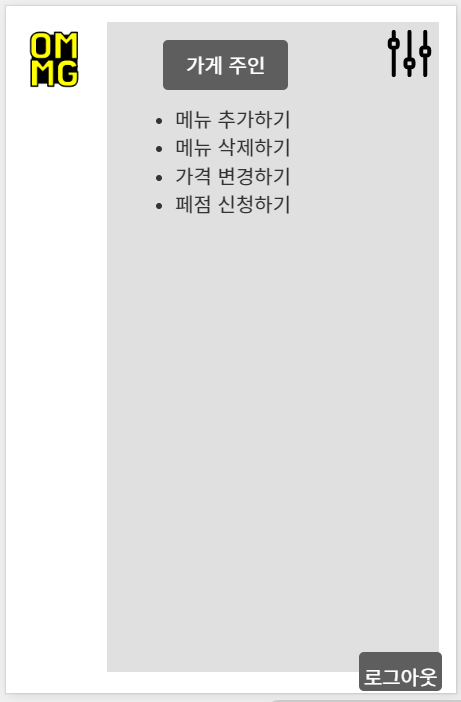 OM
MG
가게 주인
메뉴 추가하기
메뉴 삭제하기
가격 변경하기
페점 신청하기
로그아웃